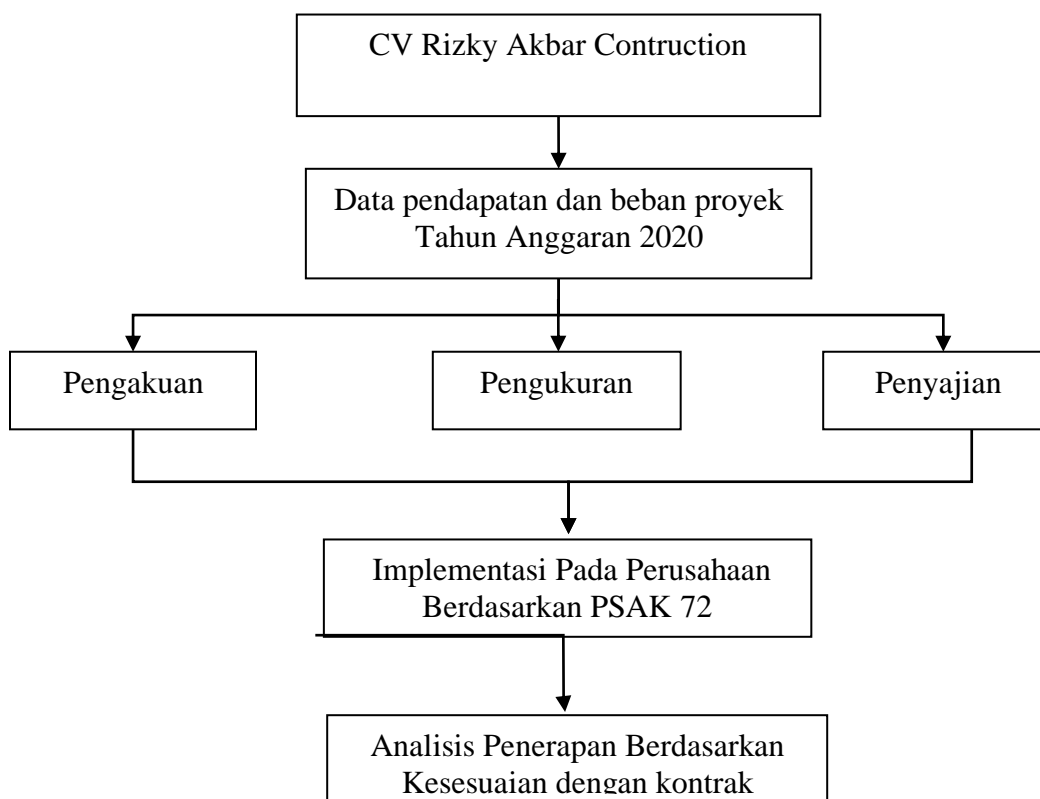 CV Rizky Akbar Contruction
Data pendapatan dan beban proyek
Tahun Anggaran 2020
Pengakuan
Pengukuran
Penyajian
Implementasi Pada Perusahaan
Berdasarkan PSAK 72
Analisis Penerapan Berdasarkan
Kesesuaian dengan kontrak